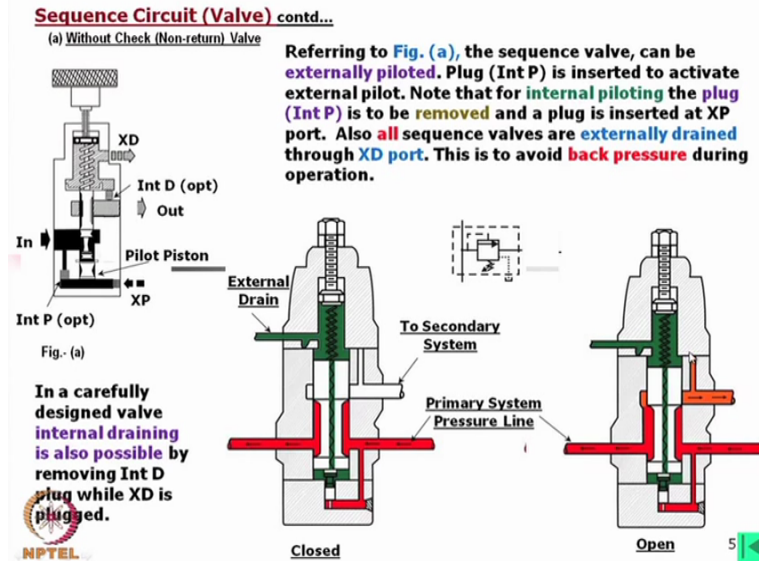 Sequence Circuit (Valve) contd...
(a) Without Check (Non-return) Valve
Referring to Fig. (a), the sequence valve, can be
externally piloted. Plug (Int P) is inserted to activate
external pilot. Note that for internal piloting the plug
(Int P) is to be removed and a plug is inserted at XP
port. Also all sequence valves are externally drained
through XD port. This is to avoid back pressure during
operation.
XD
Int D (opt)
Out
In
Pilot Piston
XP
Int P (opt)
Fig.- (a)
External
Drain
To Secondary
System
Primary System
Pressure Line
In a carefully
designed valve
internal draining
is also possible by
removing Int D
plug while XD is
plugged.
NPTEL
Closed
Open
5